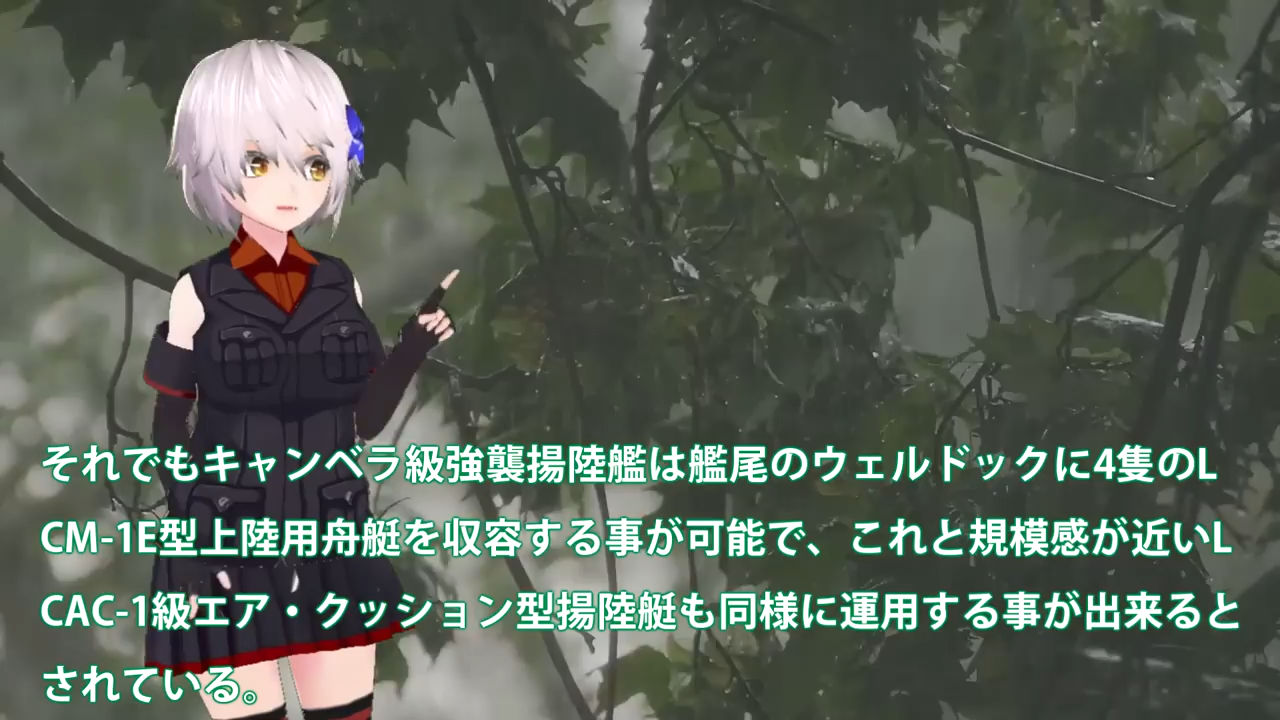 それでもキャンベラ級強襲揚陸艦は艦尾のウェルドックに4隻のL
CM-1E型上陸用舟艇を収容する事が可能で、これと規模感が近いL
CAC-1級エア・クッション型揚陸艇も同様に運用する事が出来ると
されている。